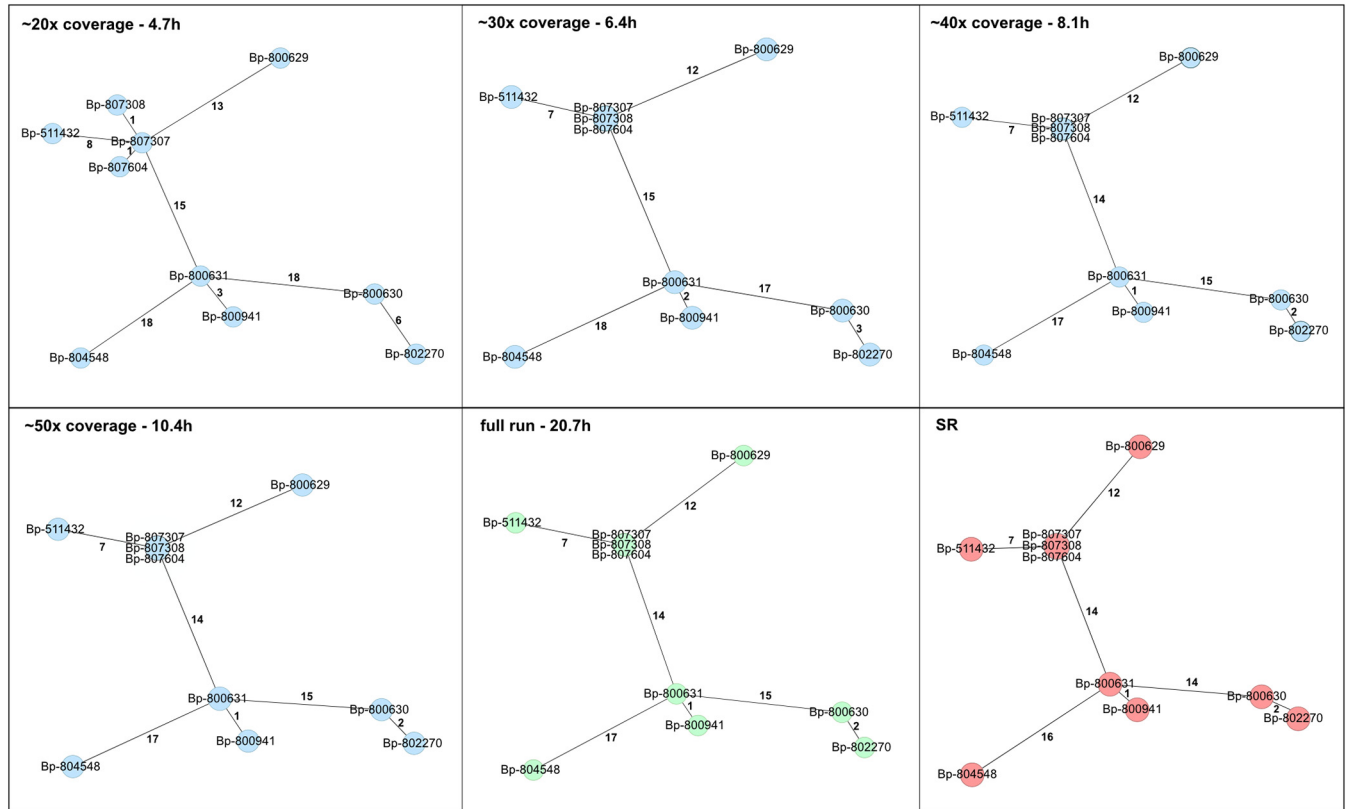 ~20x coverage - 4.7h
Bp-800629
13
Bp-807308
1
Bp-511432
8
Bp-807307
1
Bp-807604
15
Bp-800631
18
3
Bp-800630
Bp-800941
18
6
Bp-804548
Bp-802270
~30x coverage - 6.4h
Bp-800629
12
Bp-511432
7
Bp-807307
Bp-807308
Bp-807604
15
Bp-800631
2
17
Bp-800630
Bp-800941
18
3
Bp-804548
Bp-802270
~40x coverage - 8.1h
Bp-800629
12
Bp-511432
7
Bp-807307
Bp-807308
Bp-807604
14
Bp-800631
1
15
Bp-800630
Bp-800941
2
17
Bp-802270
Bp-804548
~50x coverage - 10.4h
Bp-800629
12
Bp-511432
7
Bp-807307
Bp-807308
Bp-807604
14
Bp-800631
15
1
Bp-800630
2
17
Bp-800941
Bp-802270
Bp-804548
full run - 20.7h
Bp-800629
12
Bp-511432
7
Bp-807307
Bp-807308
Bp-807604
14
Bp-800631
15
1
Bp-800630
Bp-800941
2
17
Bp-802270
Bp-804548
SR
Bp-800629
12
Bp-807307
7
Bp-511432
Bp-807308
Bp-807604
14
Bp-800631
14
1
Bp-800630
Bp-800941
2
Bp-802270
16
Bp-804548